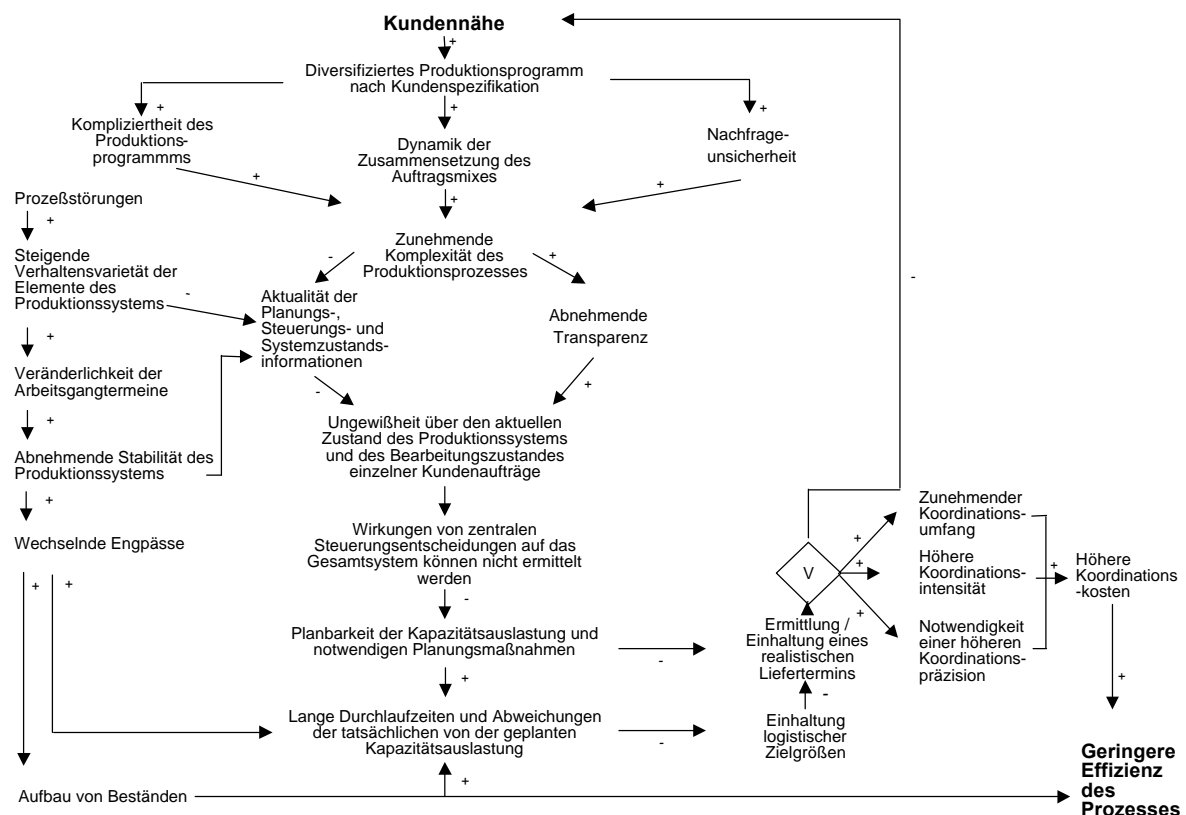 Kundennähe
+
Diversifiziertes Produktionsprogramm
nach Kundenspezifikation
+
+
+
Kompliziertheit des
Produktions-
programmms
Dynamik der
Zusammensetzung des
Auftragsmixes
Nachfrage-
unsicherheit
+
+
+
Prozeßstörungen
+
Steigende
Verhaltensvarietät der
Elemente des
Produktionssystems
-
Zunehmende
Komplexität des
Produktionsprozesses
-
+
-
Aktualität der
Planungs-,
Steuerungs- und
Systemzustands-
informationen
Abnehmende
Transparenz
+
Veränderlichkeit der
Arbeitsgangtermeine
-
+
+
Abnehmende Stabilität des
Produktionssystems
Ungewißheit über den aktuellen
Zustand des Produktionssystems
und des Bearbeitungszustandes
einzelner Kundenaufträge
+
Wechselnde Engpässe
Wirkungen von zentralen
Steuerungsentscheidungen auf das
Gesamtsystem können nicht ermittelt
werden
+
+
-
Planbarkeit der Kapazitätsauslastung und
notwendigen Planungsmaßnahmen
-
+
Lange Durchlaufzeiten und Abweichungen
der tatsächlichen von der geplanten
Kapazitätsauslastung
-
+
Aufbau von Beständen
V
Ermittlung /
Einhaltung eines
realistischen
Liefertermins
-
Einhaltung
logistischer
Zielgrößen
+
+
+
Zunehmender
Koordinations-
umfang
Höhere
Koordinations-
intensität
Notwendigkeit
einer höheren
Koordinations-
präzision
+
Höhere
Koordinations
-kosten
+
Geringere
Effizienz
des
Prozesses